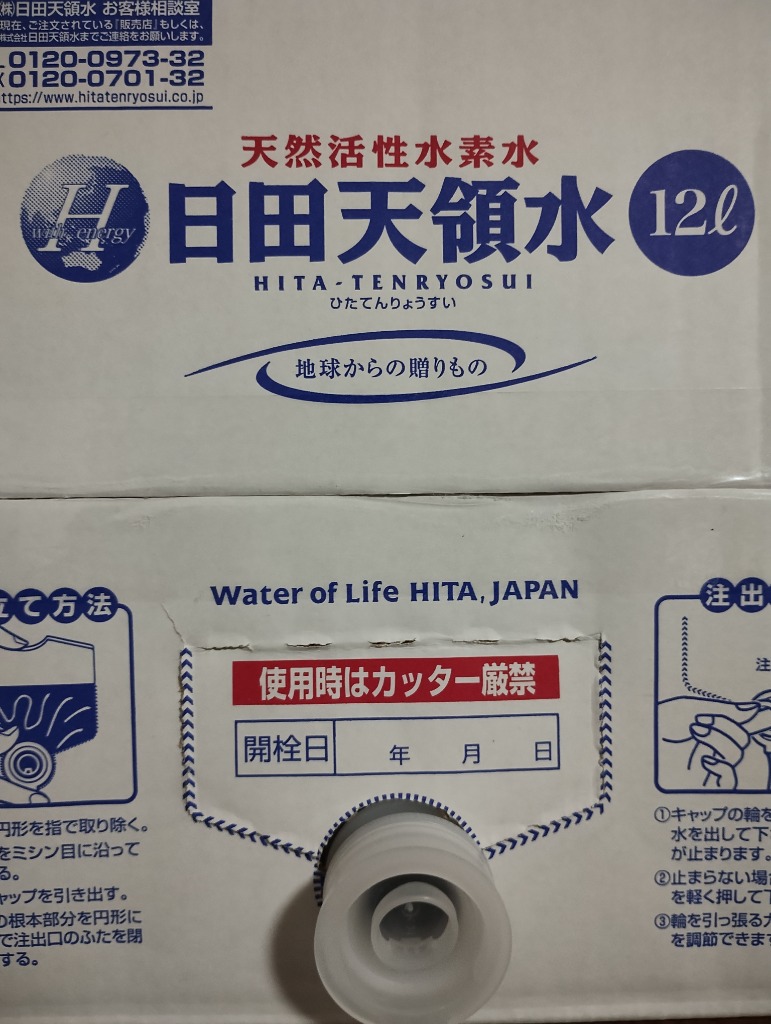 (株)日田天領水 お客様相談室
現在、ご注文されている『販売店』もしくは、
株式会社日田天領水までご連絡をお願いします。
0120-0973-32
0120-0701-32
https://www.hitatenryosui.co.jp
天然活性水素水
H with energy
日田天領水
12ℓ
HITA-TENRYOSUI
ひたてんりょうすい
地球からの贈りもの
Water of Life HITA, JAPAN
使用時はカッター厳禁
開栓日 年 月 日
立て方法
円形を指で取り除く。
をミシン目に沿って
る。
ャップを引き出す。
の根本部分を円形に
で注出口のふたを閉
する。
注出
注
①キャップの輪を
水を出して下
が止まります。
②止まらない場合
を軽く押して下
③輪を引っ張る力
を調節できます